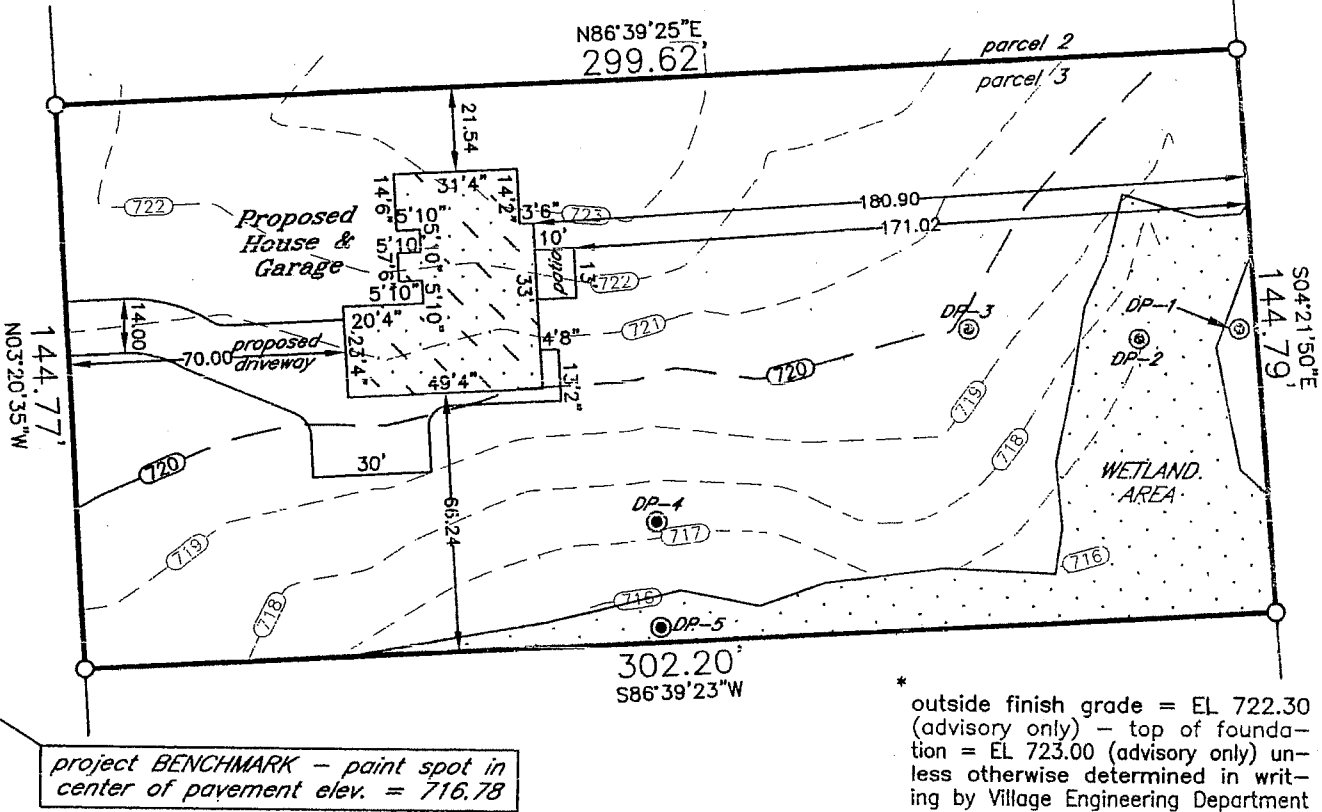 N86°39'25"E
299.62'
parcel 2
parcel 3
21.54
31'4"
14'6"
14'2"
3'6"
723
180.90
171.02
722
Proposed
House &
Garage
5'10"
5'10"
5'10"
7'6"
5'10"
5'10"
10'
patio
13'
33'
722
721
4'8"
20'4"
23'4"
49'4"
13'2"
14.00
70.00
proposed
driveway
30'
66.24
720
720
DP-3
DP-1
DP-2
719
718
WETLAND
AREA
N03°20'35"W
144.77'
S04°21'50"E
144.79'
719
718
DP-4
717
716
716
DP-5
302.20'
S86°39'23"W
project BENCHMARK – paint spot in
center of pavement elev. = 716.78
*
outside finish grade = EL 722.30
(advisory only) – top of founda–
tion = EL 723.00 (advisory only) un–
less otherwise determined in writ–
ing by Village Engineering Department